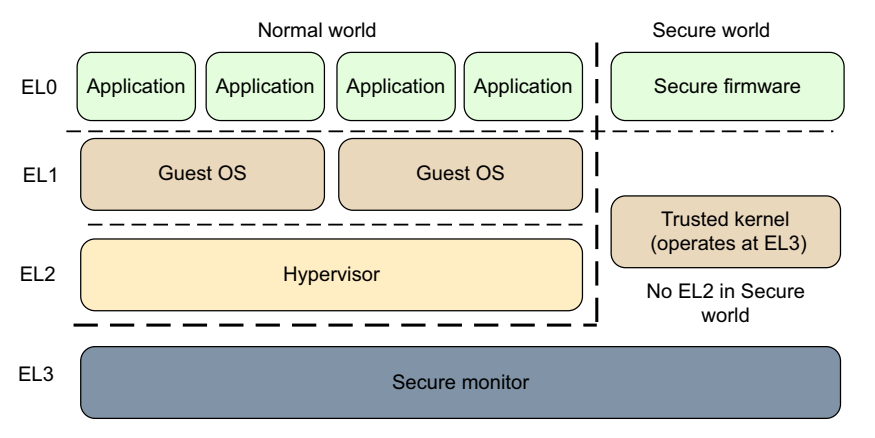 Normal world
Secure world
EL0
Application
Application
Application
Application
Secure firmware
EL1
Guest OS
Guest OS
Trusted kernel
(operates at EL3)
EL2
Hypervisor
No EL2 in Secure
world
EL3
Secure monitor